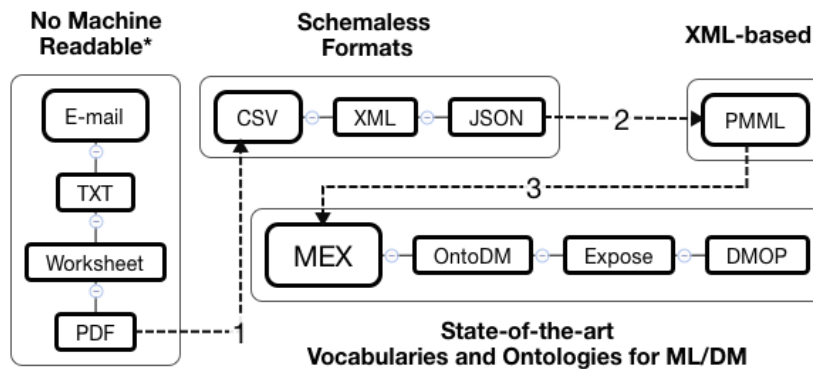 No Machine
Readable*
E-mail
TXT
Worksheet
PDF
1
Schemaless
Formats
CSV
XML
JSON
2
XML-based
PMML
3
MEX
OntoDM
Expose
DMOP
State-of-the-art
Vocabularies and Ontologies for ML/DM